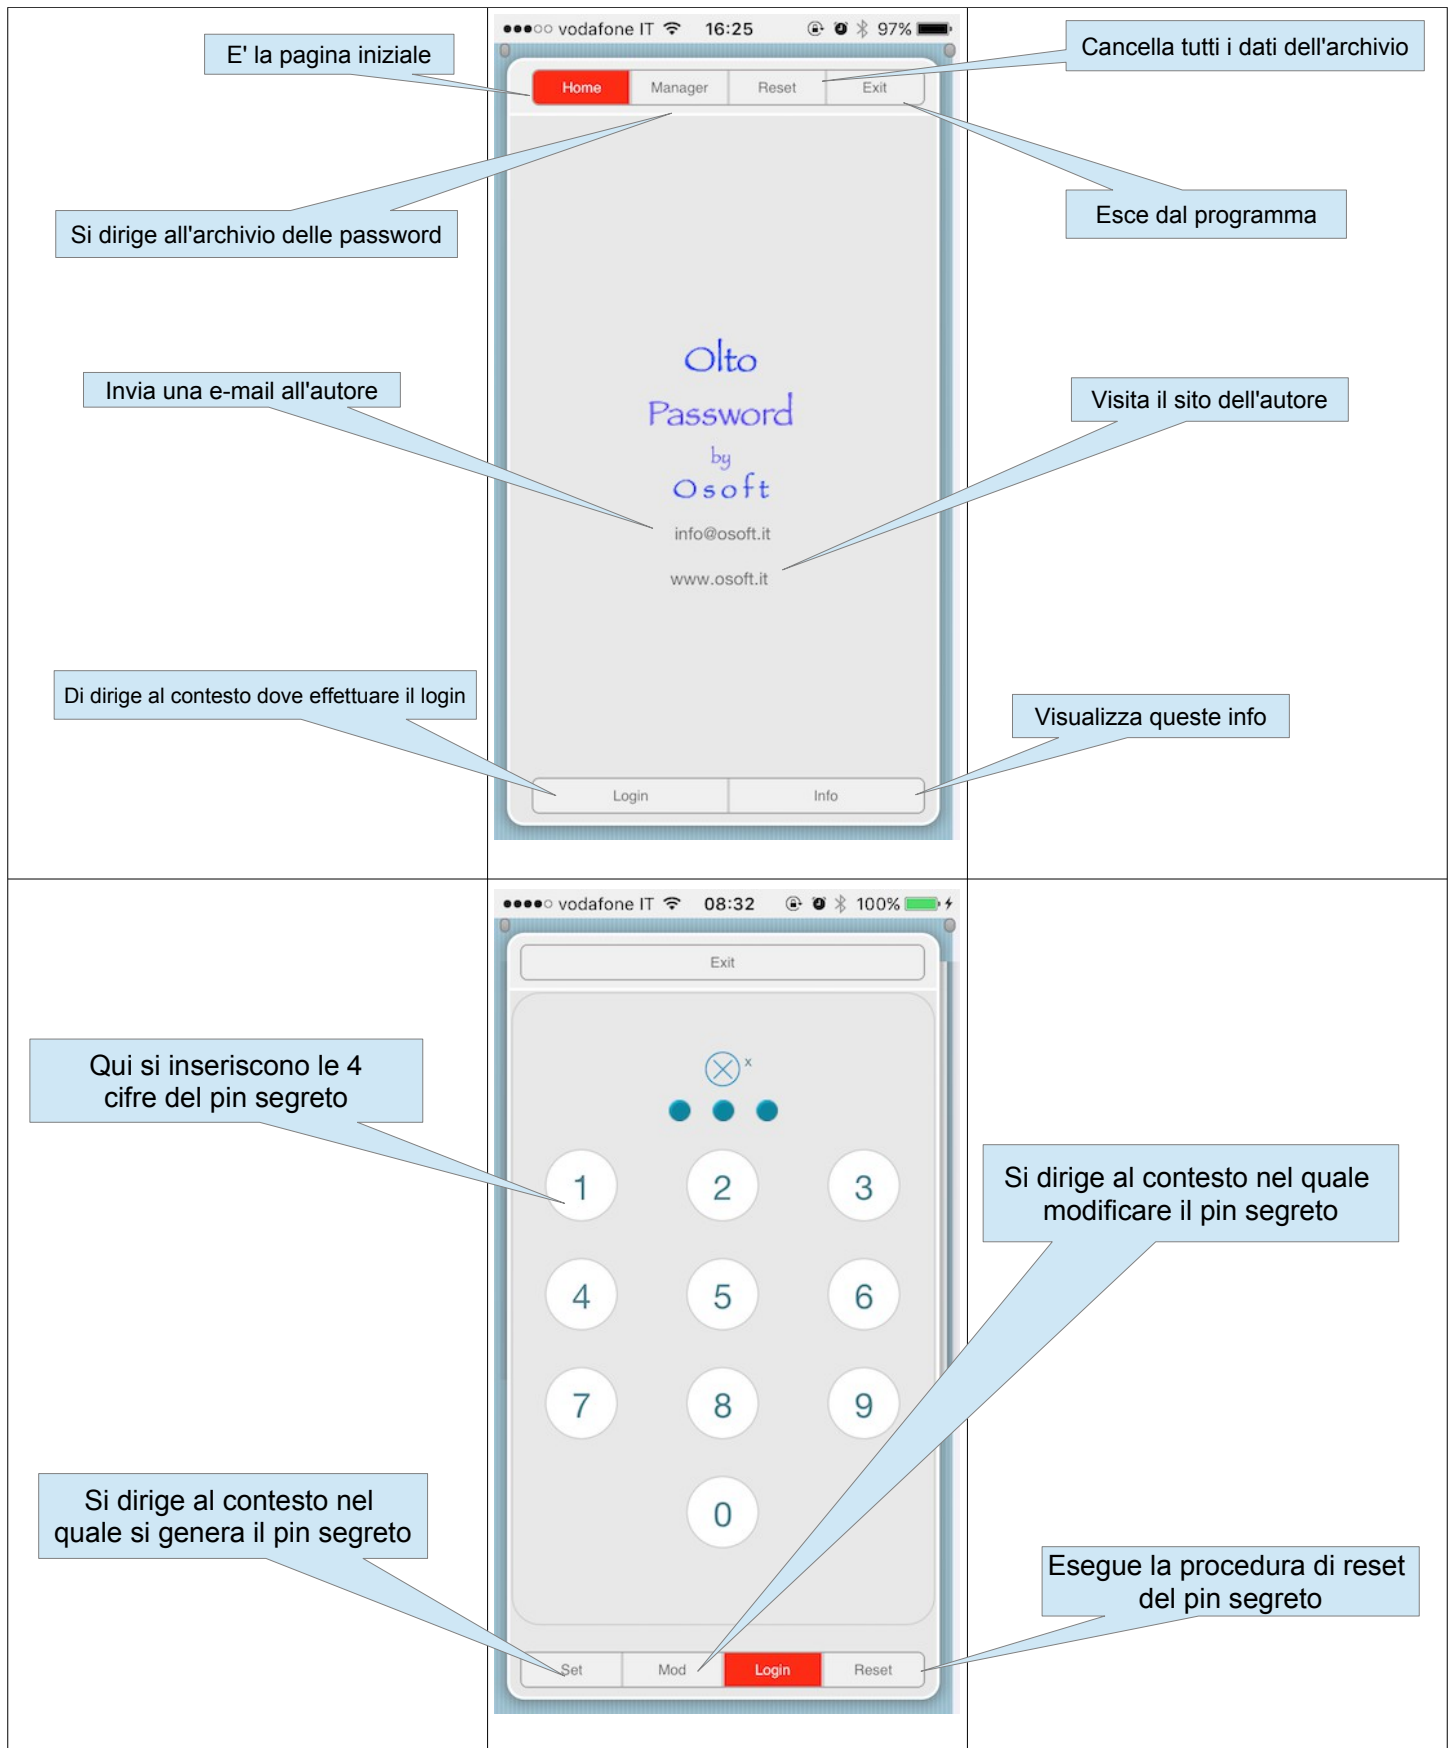 ●●●○○ vodafone IT 16:25 97%
E' la pagina iniziale
Cancella tutti i dati dell'archivio
Home Manager Reset Exit
Si dirige all'archivio delle password
Esce dal programma
Olto
Password
by
Osoft
Invia una e-mail all'autore
Visita il sito dell'autore
info@osoft.it
www.osoft.it
Di dirige al contesto dove effettuare il login
Visualizza queste info
Login Info
●●●●○ vodafone IT 08:32 100%
Exit
Qui si inseriscono le 4
cifre del pin segreto
x
1 2 3
Si dirige al contesto nel quale
modificare il pin segreto
4 5 6
7 8 9
Si dirige al contesto nel
quale si genera il pin segreto
0
Esegue la procedura di reset
del pin segreto
Set Mod Login Reset